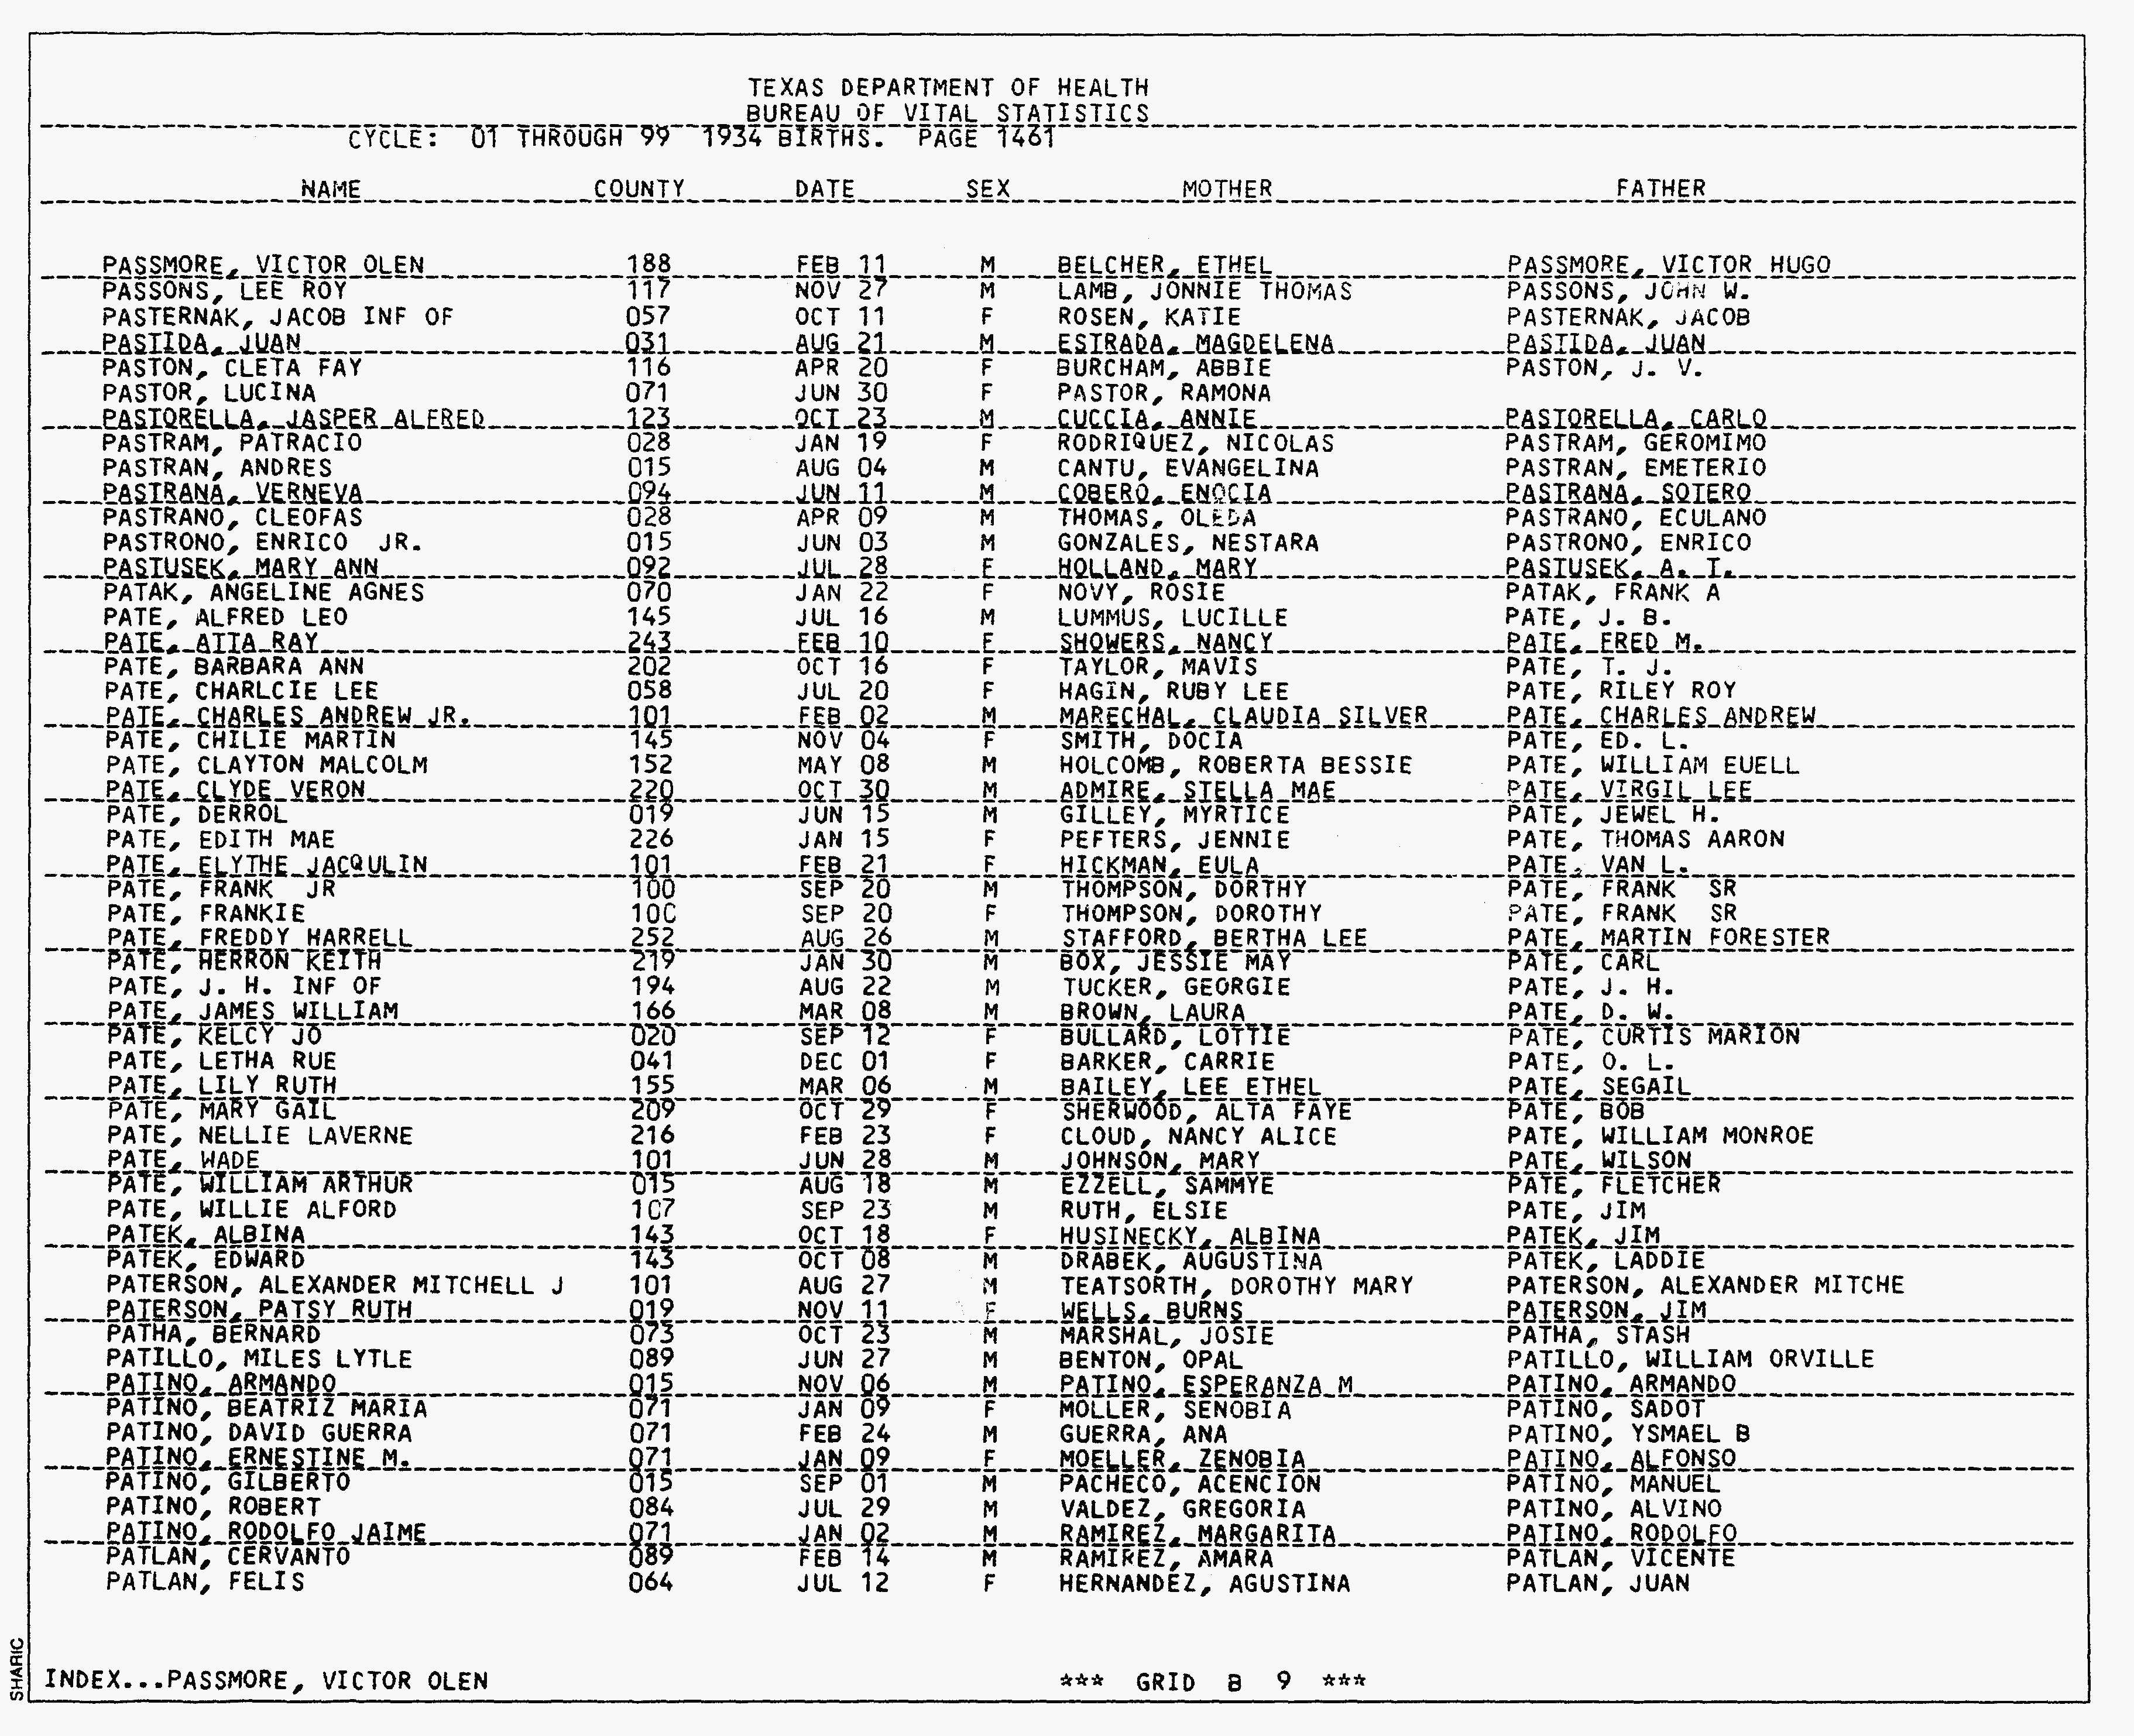 TEXAS DEPARTMENT OF HEALTH
BUREAU OF VITAL STATISTICS
CYCLE: 01 THROUGH 99 1934 BIRTHS. PAGE 1461
NAME COUNTY DATE SEX MOTHER FATHER
PASSMORE, VICTOR OLEN 188 FEB 11 M BELCHER, ETHEL PASSMORE, VICTOR HUGO
PASSONS, LEE ROY 117 NOV 27 M LAMB, JONNIE THOMAS PASSONS, JOHN W.
PASTERNAK, JACOB INF OF 057 OCT 11 F ROSEN, KATIE PASTERNAK, JACOB
PASTIDA, JUAN 031 AUG 21 M ESTRADA, MAGDELENA PASTIDA, JUAN
PASTON, CLETA FAY 116 APR 20 F BURCHAM, ABBIE PASTON, J. V.
PASTOR, LUCINA 071 JUN 30 F PASTOR, RAMONA
PASTORELLA, JASPER ALFRED 123 OCT 23 M CUCCIA, ANNIE PASTORELLA, CARLO
PASTRAM, PATRACIO 028 JAN 19 F RODRIQUEZ, NICOLAS PASTRAM, GEROMIMO
PASTRAN, ANDRES 015 AUG 04 M CANTU, EVANGELINA PASTRAN, EMETERIO
PASTRANA, VERNEVA 094 JUN 11 M COBERO, ENOCIA PASTRANA, SOTERO
PASTRANO, CLEOFAS 028 APR 09 M THOMAS, OLEDA PASTRANO, ECULANO
PASTRONO, ENRICO JR. 015 JUN 03 M GONZALES, NESTARA PASTRONO, ENRICO
PASTUSEK, MARY ANN 092 JUL 28 F HOLLAND, MARY PASTUSEK, A. T.
PATAK, ANGELINE AGNES 070 JAN 22 F NOVY, ROSIE PATAK, FRANK A
PATE, ALFRED LEO 145 JUL 16 M LUMMUS, LUCILLE PATE, J. B.
PATE, ATTA RAY 243 FEB 10 F SHOWERS, NANCY PATE, FRED M.
PATE, BARBARA ANN 202 OCT 16 F TAYLOR, MAVIS PATE, T. J.
PATE, CHARLCIE LEE 058 JUL 20 F HAGIN, RUBY LEE PATE, RILEY ROY
PATE, CHARLES ANDREW JR. 101 FEB 02 M MARECHAL, CLAUDIA SILVER PATE, CHARLES ANDREW
PATE, CHILIE MARTIN 145 NOV 04 F SMITH, DOCIA PATE, ED. L.
PATE, CLAYTON MALCOLM 152 MAY 08 M HOLCOMB, ROBERTA BESSIE PATE, WILLIAM EUELL
PATE, CLYDE VERON 220 OCT 30 M ADMIRE, STELLA MAE PATE, VIRGIL LEE
PATE, DERROL 019 JUN 15 M GILLEY, MYRTICE PATE, JEWEL H.
PATE, EDITH MAE 226 JAN 15 F PEFTERS, JENNIE PATE, THOMAS AARON
PATE, ELYTHE JACQULIN 101 FEB 21 F HICKMAN, EULA PATE, VAN L.
PATE, FRANK JR 100 SEP 20 M THOMPSON, DORTHY PATE, FRANK SR
PATE, FRANKIE 100 SEP 20 F THOMPSON, DOROTHY PATE, FRANK SR
PATE, FREDDY HARRELL 252 AUG 26 M STAFFORD, BERTHA LEE PATE, MARTIN FORESTER
PATE, HERRON KEITH 219 JAN 30 M BOX, JESSIE MAY PATE, CARL
PATE, J. H. INF OF 194 AUG 22 M TUCKER, GEORGIE PATE, J. H.
PATE, JAMES WILLIAM 166 MAR 08 M BROWN, LAURA PATE, D. W.
PATE, KELCY JO 020 SEP 12 F BULLARD, LOTTIE PATE, CURTIS MARION
PATE, LETHA RUE 041 DEC 01 F BARKER, CARRIE PATE, O. L.
PATE, LILY RUTH 155 MAR 06 M BAILEY, LEE ETHEL PATE, SEGAIL
PATE, MARY GAIL 209 OCT 29 F SHERWOOD, ALTA FAYE PATE, BOB
PATE, NELLIE LAVERNE 216 FEB 23 F CLOUD, NANCY ALICE PATE, WILLIAM MONROE
PATE, WADE 101 JUN 28 M JOHNSON, MARY PATE, WILSON
PATE, WILLIAM ARTHUR 015 AUG 18 M EZZELL, SAMMYE PATE, FLETCHER
PATE, WILLIE ALFORD 107 SEP 23 M RUTH, ELSIE PATE, JIM
PATEK, ALBINA 143 OCT 18 F HUSINECKY, ALBINA PATEK, JIM
PATEK, EDWARD 143 OCT 08 M DRABEK, AUGUSTINA PATEK, LADDIE
PATERSON, ALEXANDER MITCHELL J 101 AUG 27 M TEATSORTH, DOROTHY MARY PATERSON, ALEXANDER MITCHE
PATERSON, PATSY RUTH 019 NOV 11 F WELLS, BURNS PATERSON, JIM
PATHA, BERNARD 073 OCT 23 M MARSHAL, JOSIE PATHA, STASH
PATILLO, MILES LYTLE 089 JUN 27 M BENTON, OPAL PATILLO, WILLIAM ORVILLE
PATINO, ARMANDO 015 NOV 06 M PATINO, ESPERANZA M PATINO, ARMANDO
PATINO, BEATRIZ MARIA 071 JAN 09 F MOLLER, SENOBIA PATINO, SADOT
PATINO, DAVID GUERRA 071 FEB 24 M GUERRA, ANA PATINO, YSMAEL B
PATINO, ERNESTINE M. 071 JAN 09 F MOELLER, ZENOBIA PATINO, ALFONSO
PATINO, GILBERTO 015 SEP 01 M PACHECO, ACENCION PATINO, MANUEL
PATINO, ROBERT 084 JUL 29 M VALDEZ, GREGORIA PATINO, ALVINO
PATINO, RODOLFO JAIME 071 JAN 02 M RAMIREZ, MARGARITA PATINO, RODOLFO
PATLAN, CERVANTO 089 FEB 14 M RAMIREZ, AMARA PATLAN, VICENTE
PATLAN, FELIS 064 JUL 12 F HERNANDEZ, AGUSTINA PATLAN, JUAN
SHARIC
INDEX...PASSMORE, VICTOR OLEN *** GRID B 9 ***